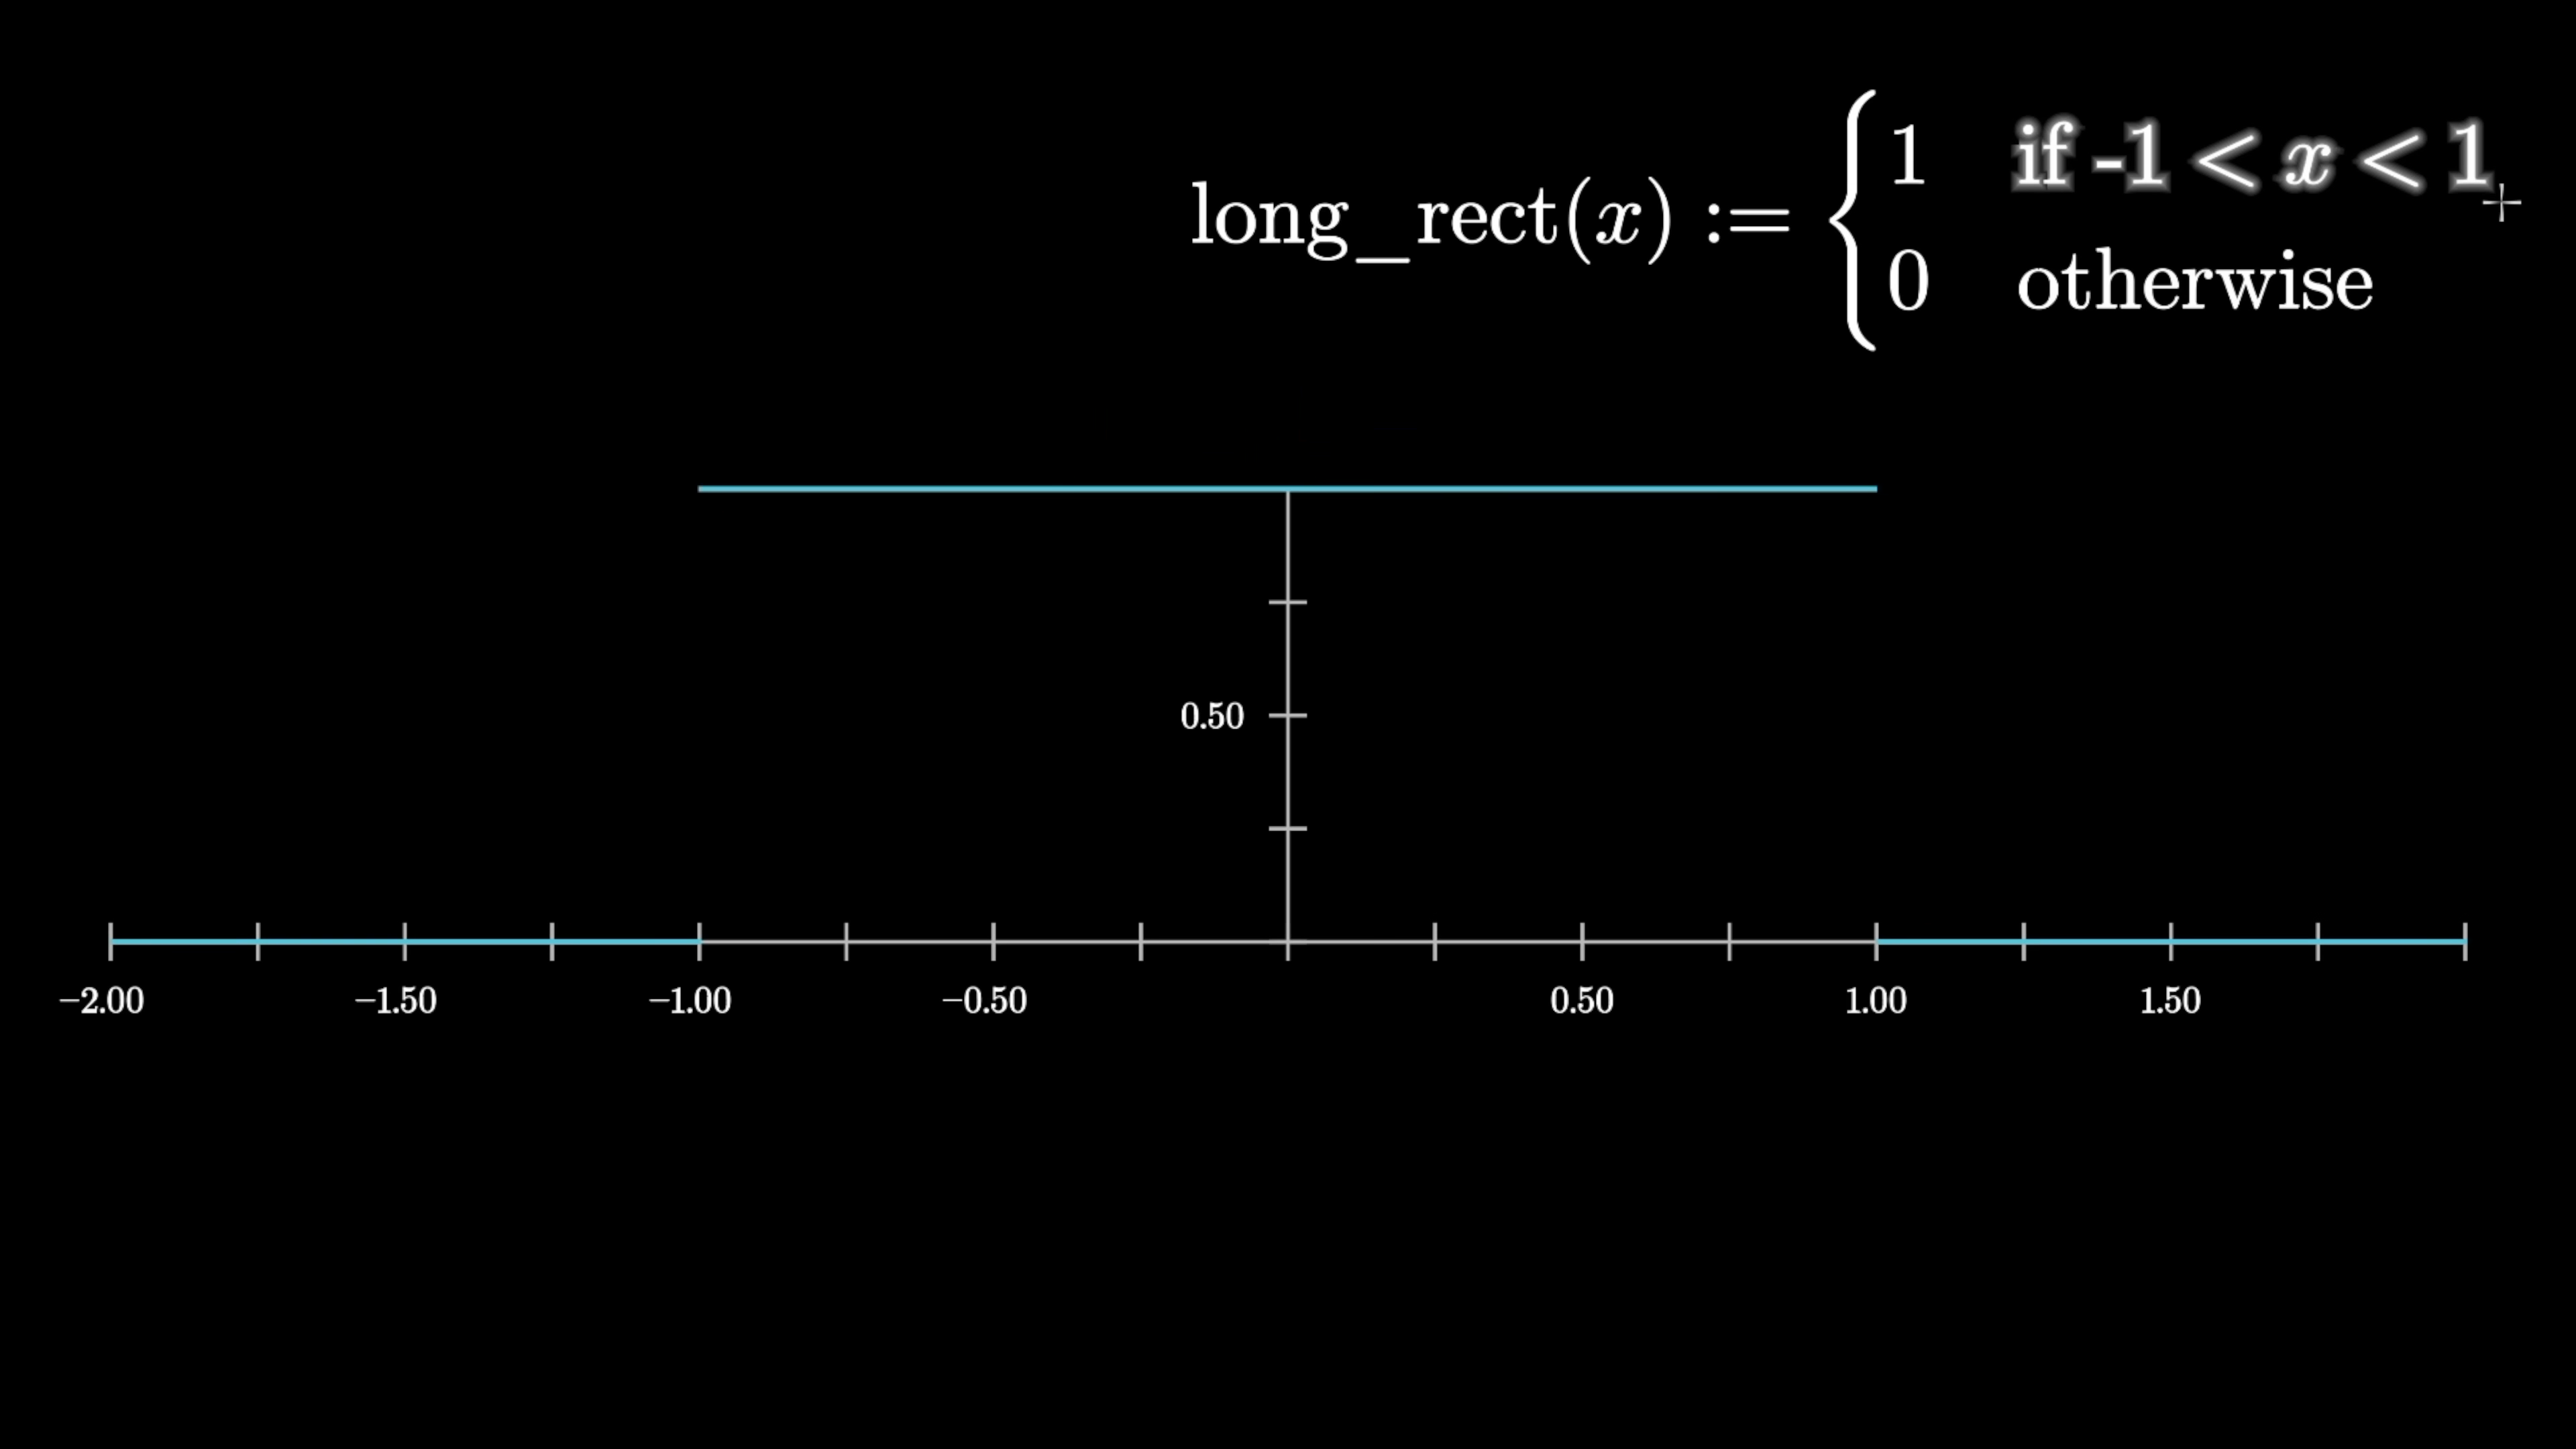 1 if -1 < x < 1
long_rect(x) := {
0 otherwise
0.50
−2.00 −1.50 −1.00 −0.50 0.50 1.00 1.50